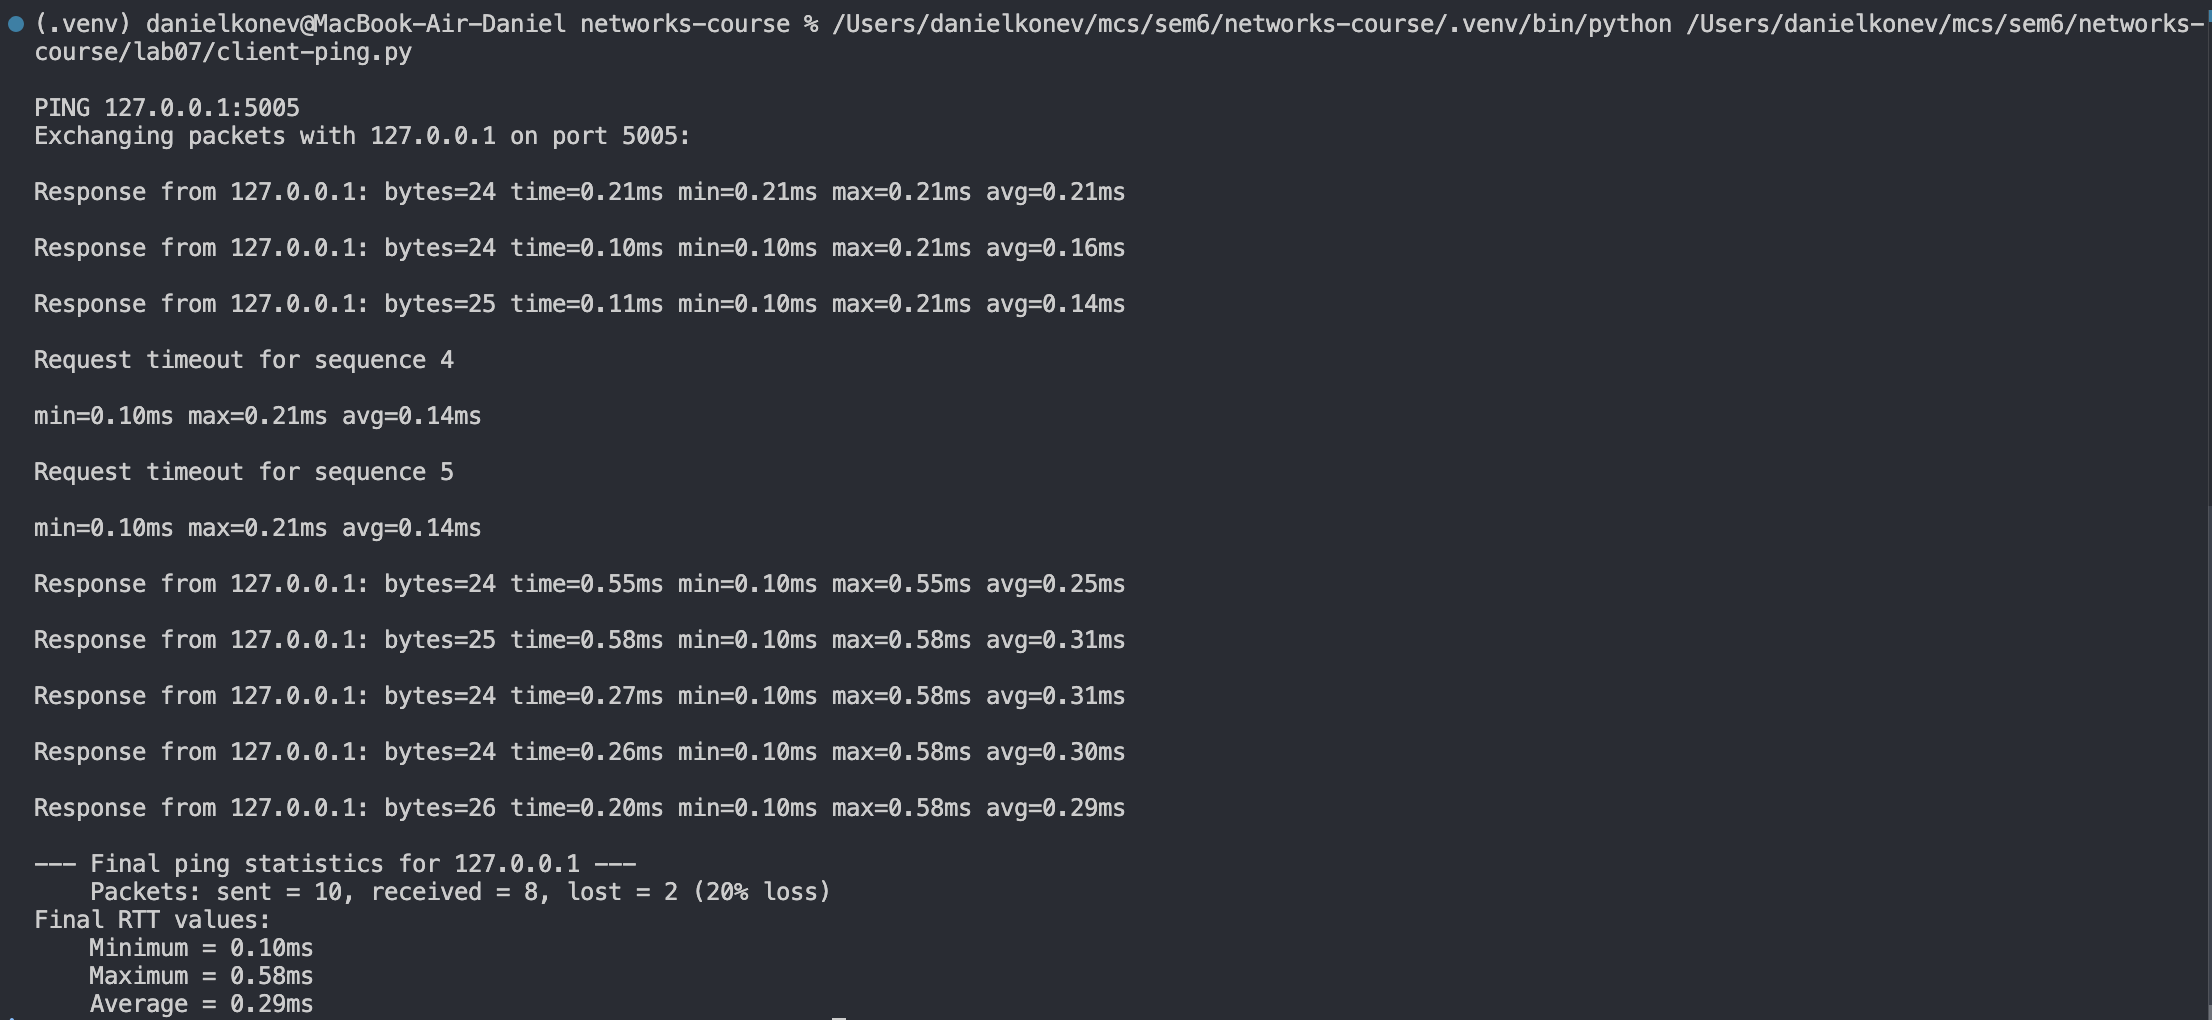 (.venv) danielkonev@MacBook-Air-Daniel networks-course % /Users/danielkonev/mcs/sem6/networks-course/.venv/bin/python /Users/danielkonev/mcs/sem6/networks-
course/lab07/client-ping.py
PING 127.0.0.1:5005
Exchanging packets with 127.0.0.1 on port 5005:
Response from 127.0.0.1: bytes=24 time=0.21ms min=0.21ms max=0.21ms avg=0.21ms
Response from 127.0.0.1: bytes=24 time=0.10ms min=0.10ms max=0.21ms avg=0.16ms
Response from 127.0.0.1: bytes=25 time=0.11ms min=0.10ms max=0.21ms avg=0.14ms
Request timeout for sequence 4
min=0.10ms max=0.21ms avg=0.14ms
Request timeout for sequence 5
min=0.10ms max=0.21ms avg=0.14ms
Response from 127.0.0.1: bytes=24 time=0.55ms min=0.10ms max=0.55ms avg=0.25ms
Response from 127.0.0.1: bytes=25 time=0.58ms min=0.10ms max=0.58ms avg=0.31ms
Response from 127.0.0.1: bytes=24 time=0.27ms min=0.10ms max=0.58ms avg=0.31ms
Response from 127.0.0.1: bytes=24 time=0.26ms min=0.10ms max=0.58ms avg=0.30ms
Response from 127.0.0.1: bytes=26 time=0.20ms min=0.10ms max=0.58ms avg=0.29ms
--- Final ping statistics for 127.0.0.1 ---
Packets: sent = 10, received = 8, lost = 2 (20% loss)
Final RTT values:
Minimum = 0.10ms
Maximum = 0.58ms
Average = 0.29ms